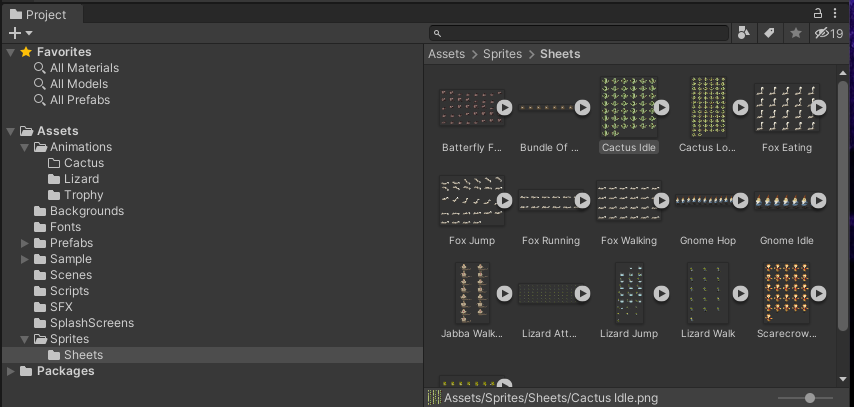 Project
19
Favorites
All Materials
All Models
All Prefabs
Assets
Animations
Cactus
Lizard
Trophy
Backgrounds
Fonts
Prefabs
Sample
Scenes
Scripts
SFX
SplashScreens
Sprites
Sheets
Packages
Assets > Sprites > Sheets
Batterfly F... Bundle Of ... Cactus Idle Cactus Lo... Fox Eating
Fox Jump Fox Running Fox Walking Gnome Hop Gnome Idle
Jabba Walk... Lizard Att... Lizard Jump Lizard Walk Scarecrow...
Assets/Sprites/Sheets/Cactus Idle.png